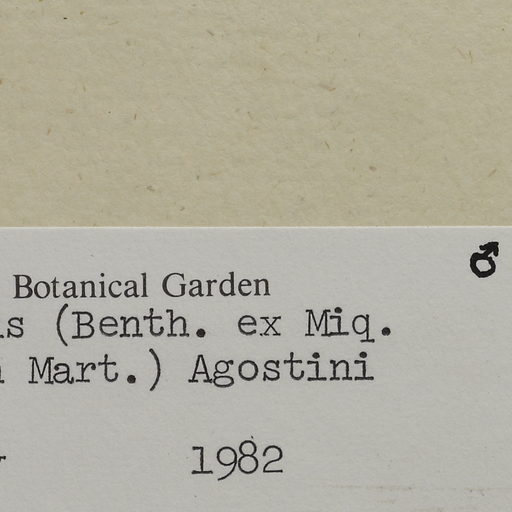 ♂
Botanical Garden
(Benth. ex Miq.
Mart.) Agostini
1982